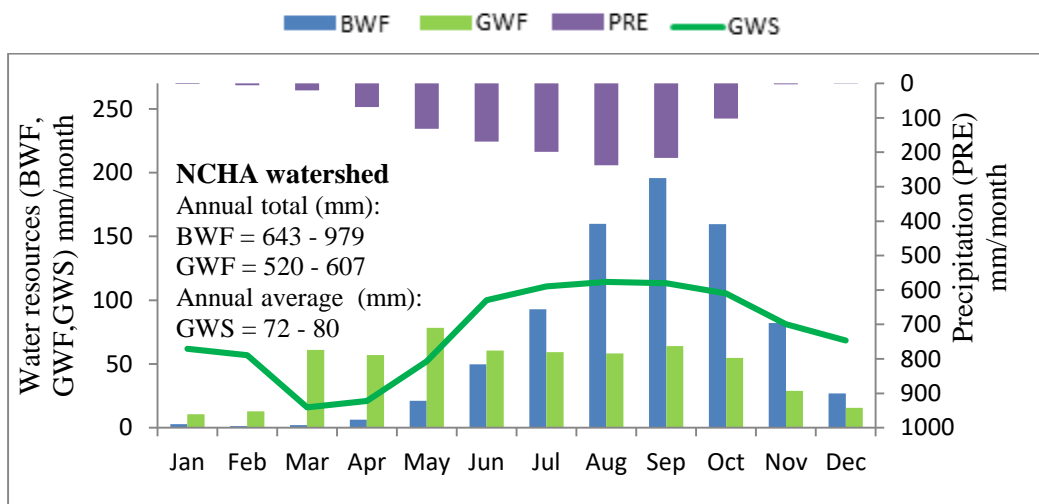 BWF GWF PRE GWS
Water resources (BWF,
GWF,GWS) mm/month
250
200
150
100
50
0
NCHA watershed
Annual total (mm):
BWF = 643 - 979
GWF = 520 - 607
Annual average (mm):
GWS = 72 - 80
0
100
200
300
400
500
600
700
800
900
1000
Precipitation (PRE)
mm/month
Jan Feb Mar Apr May Jun Jul Aug Sep Oct Nov Dec